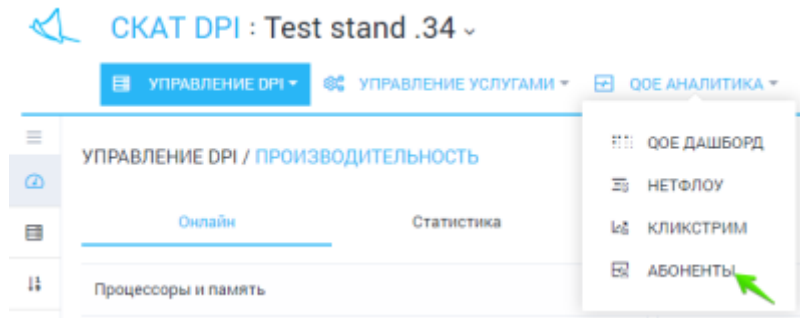 СКАТ DPI : Test stand .34
УПРАВЛЕНИЕ DPI
УПРАВЛЕНИЕ УСЛУГАМИ
QOE АНАЛИТИКА
QOE ДАШБОРД
НЕТФЛОУ
КЛИКСТРИМ
АБОНЕНТЫ
УПРАВЛЕНИЕ DPI / ПРОИЗВОДИТЕЛЬНОСТЬ
Онлайн
Статистика
Процессоры и память